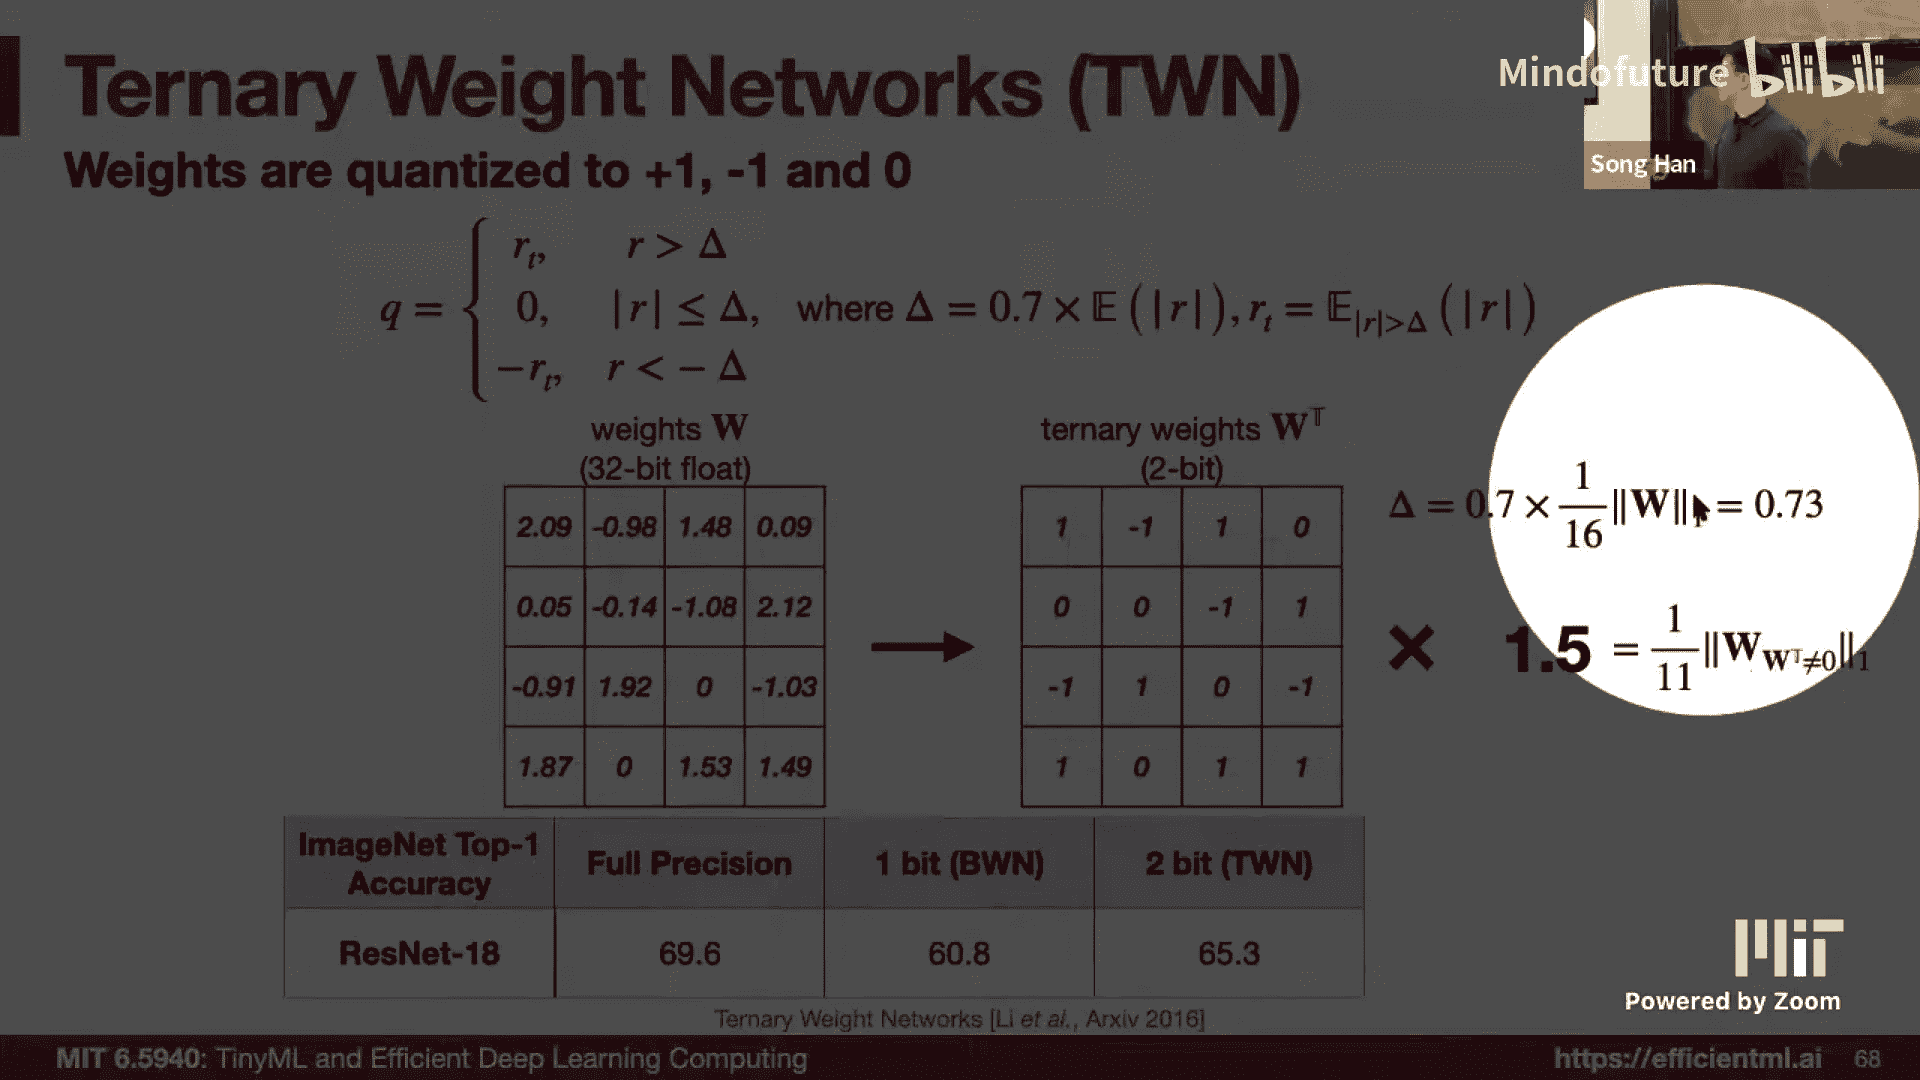 Ternary Weight Networks (TWN)
Mindofuture bilibili
Song Han
Weights are quantized to +1, -1 and 0
q = { r_t, r > Δ
0, |r| ≤ Δ, where Δ = 0.7 × 𝔼(|r|), r_t = 𝔼_{|r|>Δ}(|r|)
−r_t, r < − Δ
weights W
(32-bit float)
2.09 -0.98 1.48 0.09
0.05 -0.14 -1.08 2.12
-0.91 1.92 0 -1.03
1.87 0 1.53 1.49
ternary weights W^𝕋
(2-bit)
1 -1 1 0
0 0 -1 1
-1 1 0 -1
1 0 1 1
Δ = 0.7 × 1/16 ‖W‖_1 = 0.73
× 1.5 = 1/11 ‖W_{W^𝕋≠0}‖_1
ImageNet Top-1 Accuracy Full Precision 1 bit (BWN) 2 bit (TWN)
ResNet-18 69.6 60.8 65.3
Ternary Weight Networks [Li et al., Arxiv 2016]
MIT
Powered by Zoom
MIT 6.5940: TinyML and Efficient Deep Learning Computing
https://efficientml.ai 68